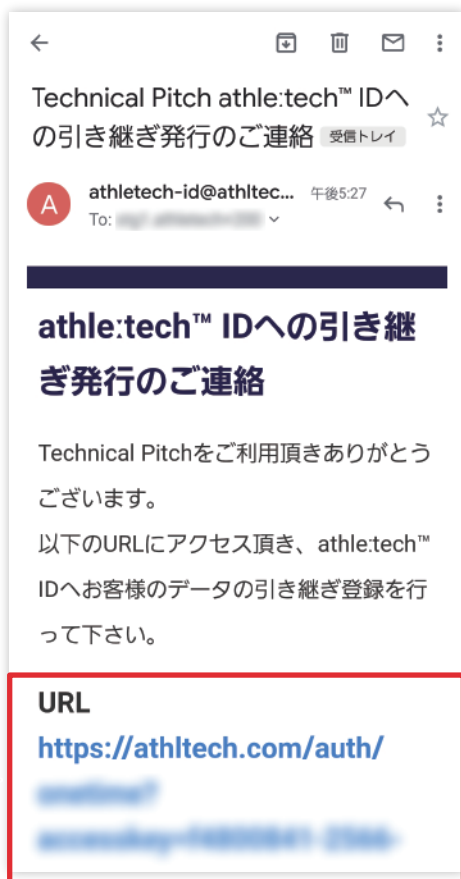 Technical Pitch athle:tech™ IDへ
の引き継ぎ発行のご連絡 受信トレイ
A
athletech-id@athltec... 午後5:27
To:
athle:tech™ IDへの引き継
ぎ発行のご連絡
Technical Pitchをご利用頂きありがとう
ございます。
以下のURLにアクセス頂き、athle:tech™
IDへお客様のデータの引き継ぎ登録を行
って下さい。
URL
https://athltech.com/auth/